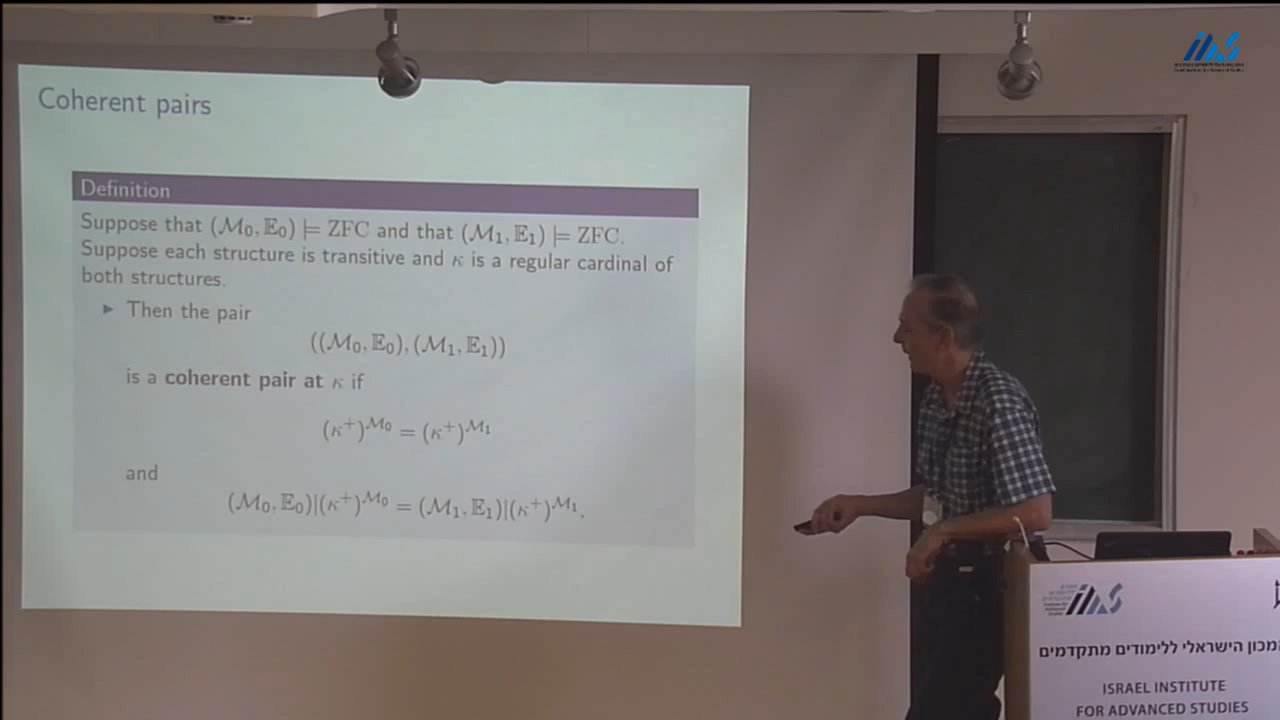 Coherent pairs
Definition
Suppose that (ℳ₀, 𝔼₀) ⊨ ZFC and that (ℳ₁, 𝔼₁) ⊨ ZFC.
Suppose each structure is transitive and κ is a regular cardinal of
both structures.
▶ Then the pair
((ℳ₀, 𝔼₀), (ℳ₁, 𝔼₁))
is a coherent pair at κ if
(κ⁺)^ℳ₀ = (κ⁺)^ℳ₁
and
(ℳ₀, 𝔼₀)|(κ⁺)^ℳ₀ = (ℳ₁, 𝔼₁)|(κ⁺)^ℳ₁.
IIAS
IIAS
המכון הישראלי ללימודים מתקדמים
ISRAEL INSTITUTE
FOR ADVANCED STUDIES